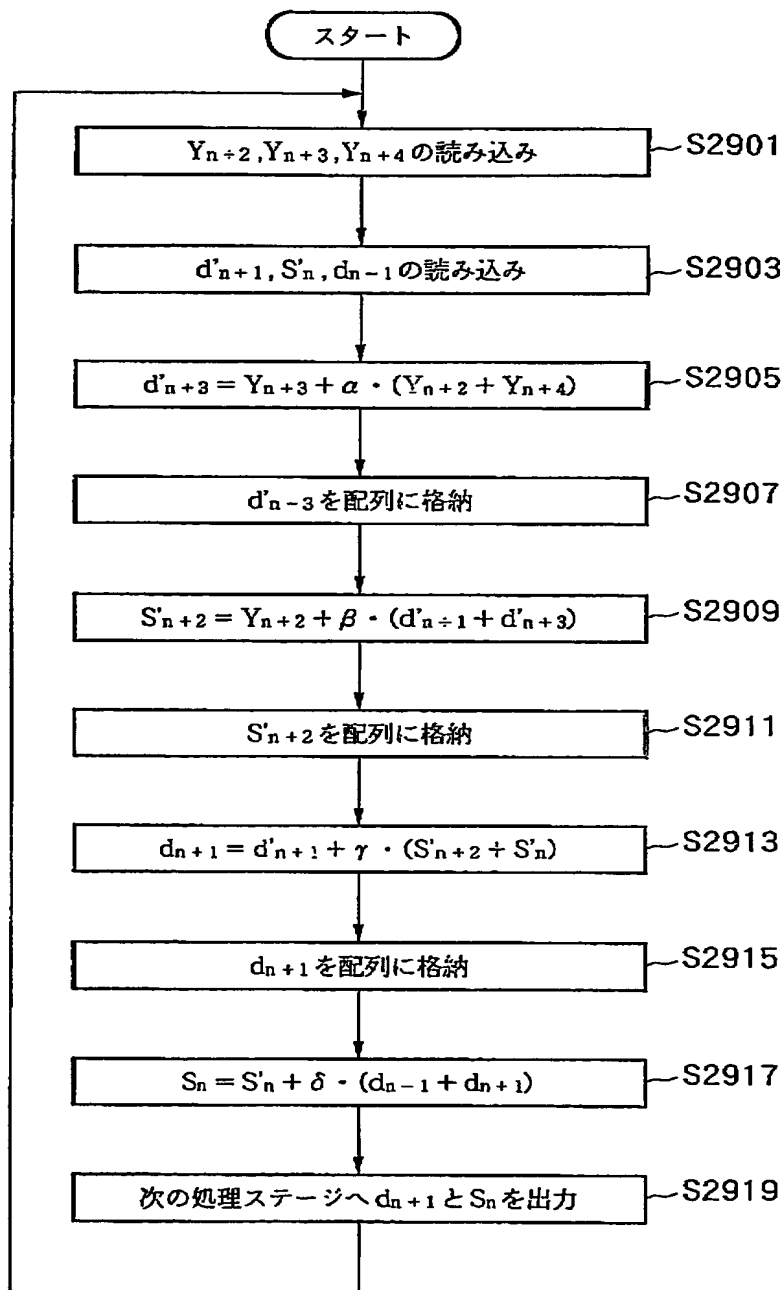 スタート
Yn÷2,Yn+3,Yn+4の読み込み
S2901
d'n+1,S'n,dn-1の読み込み
S2903
d'n+3=Yn+3+α・(Yn+2+Yn+4)
S2905
d'n-3を配列に格納
S2907
S'n+2=Yn+2+β・(d'n÷1+d'n+3)
S2909
S'n+2を配列に格納
S2911
dn+1=d'n+1+γ・(S'n+2÷S'n)
S2913
dn+1を配列に格納
S2915
Sn=S'n+δ・(dn-1+dn+1)
S2917
次の処理ステージへdn+1とSnを出力
S2919